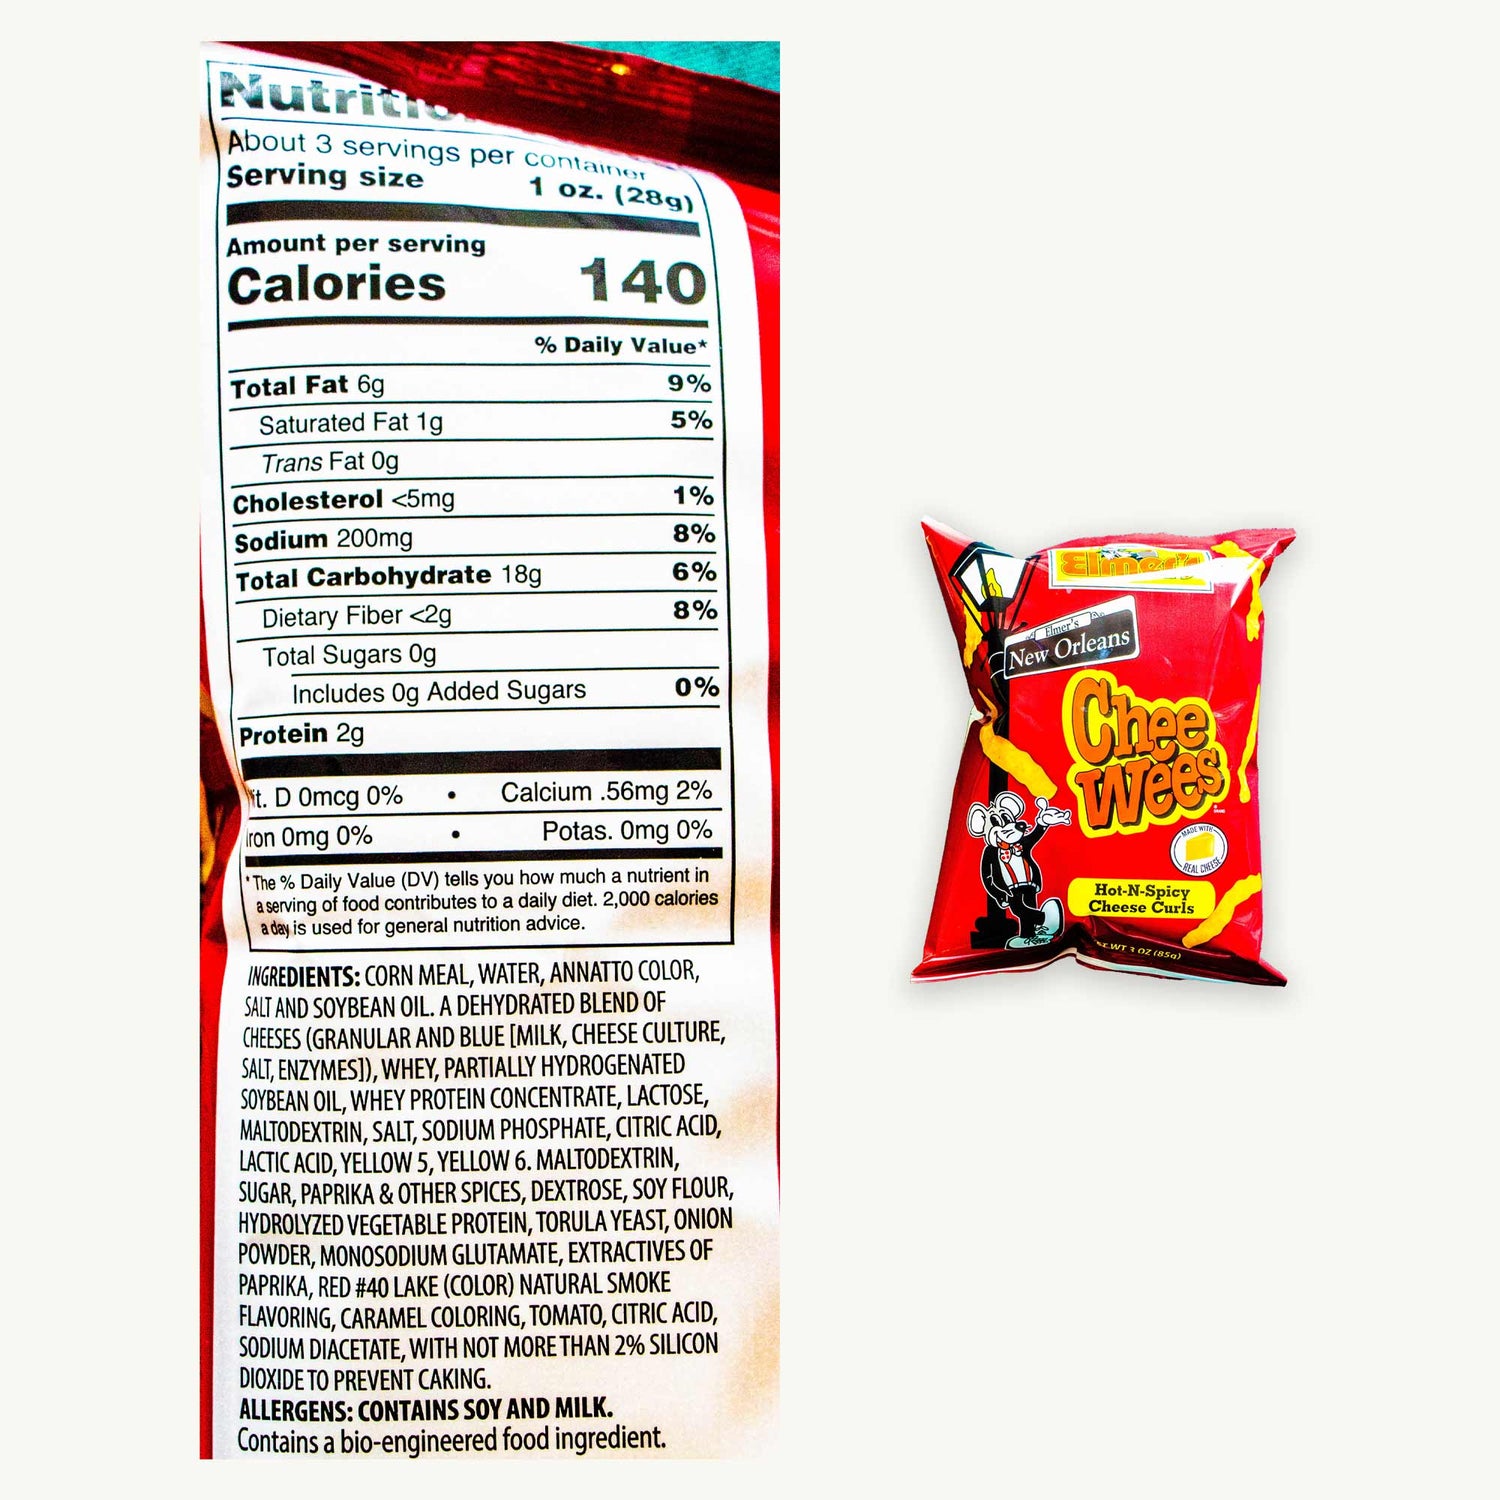 Nutrition
About 3 servings per container
Serving size 1 oz. (28g)
Amount per serving
Calories 140
% Daily Value*
Total Fat 6g 9%
Saturated Fat 1g 5%
Trans Fat 0g
Cholesterol <5mg 1%
Sodium 200mg 8%
Total Carbohydrate 18g 6%
Dietary Fiber <2g 8%
Total Sugars 0g
Includes 0g Added Sugars 0%
Protein 2g
it. D 0mcg 0% • Calcium .56mg 2%
Iron 0mg 0% • Potas. 0mg 0%
*The % Daily Value (DV) tells you how much a nutrient in
a serving of food contributes to a daily diet. 2,000 calories
a day is used for general nutrition advice.
INGREDIENTS: CORN MEAL, WATER, ANNATTO COLOR,
SALT AND SOYBEAN OIL. A DEHYDRATED BLEND OF
CHEESES (GRANULAR AND BLUE [MILK, CHEESE CULTURE,
SALT, ENZYMES]), WHEY, PARTIALLY HYDROGENATED
SOYBEAN OIL, WHEY PROTEIN CONCENTRATE, LACTOSE,
MALTODEXTRIN, SALT, SODIUM PHOSPHATE, CITRIC ACID,
LACTIC ACID, YELLOW 5, YELLOW 6. MALTODEXTRIN,
SUGAR, PAPRIKA & OTHER SPICES, DEXTROSE, SOY FLOUR,
HYDROLYZED VEGETABLE PROTEIN, TORULA YEAST, ONION
POWDER, MONOSODIUM GLUTAMATE, EXTRACTIVES OF
PAPRIKA, RED #40 LAKE (COLOR) NATURAL SMOKE
FLAVORING, CARAMEL COLORING, TOMATO, CITRIC ACID,
SODIUM DIACETATE, WITH NOT MORE THAN 2% SILICON
DIOXIDE TO PREVENT CAKING.
ALLERGENS: CONTAINS SOY AND MILK.
Contains a bio-engineered food ingredient.
Elmer's
Elmer's
New Orleans
Chee
Wees
MADE WITH
REAL CHEESE
Hot-N-Spicy
Cheese Curls
NET WT 3 OZ (85g)